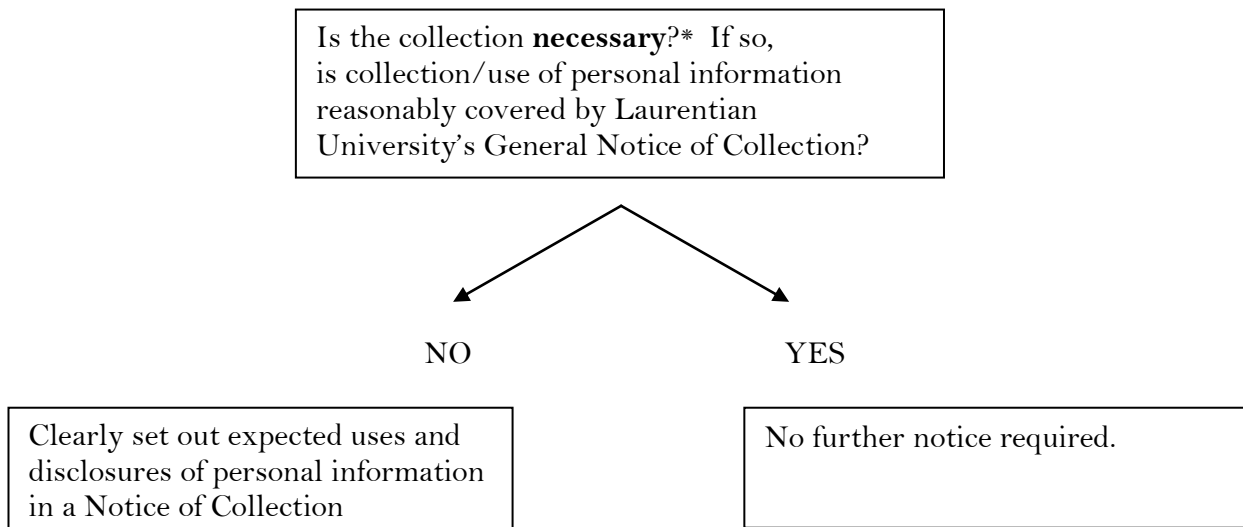 Is the collection necessary?* If so,
is collection/use of personal information
reasonably covered by Laurentian
University’s General Notice of Collection?
NO
YES
Clearly set out expected uses and
disclosures of personal information
in a Notice of Collection
No further notice required.